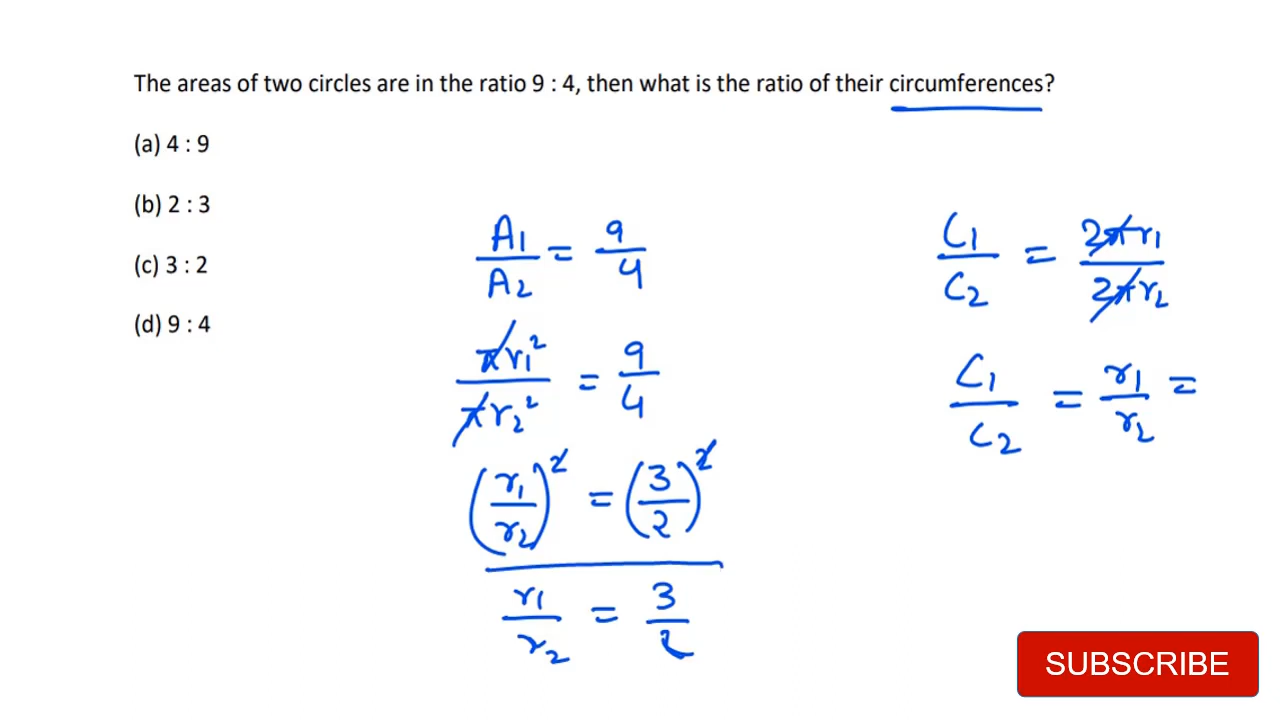 The areas of two circles are in the ratio 9 : 4, then what is the ratio of their circumferences?
(a) 4 : 9
(b) 2 : 3
(c) 3 : 2
(d) 9 : 4
A₁/A₂ = 9/4
πr₁²/πr₂² = 9/4
(r₁/r₂)² = (3/2)²
r₁/r₂ = 3/2
C₁/C₂ = 2πr₁/2πr₂
C₁/C₂ = r₁/r₂ =
SUBSCRIBE